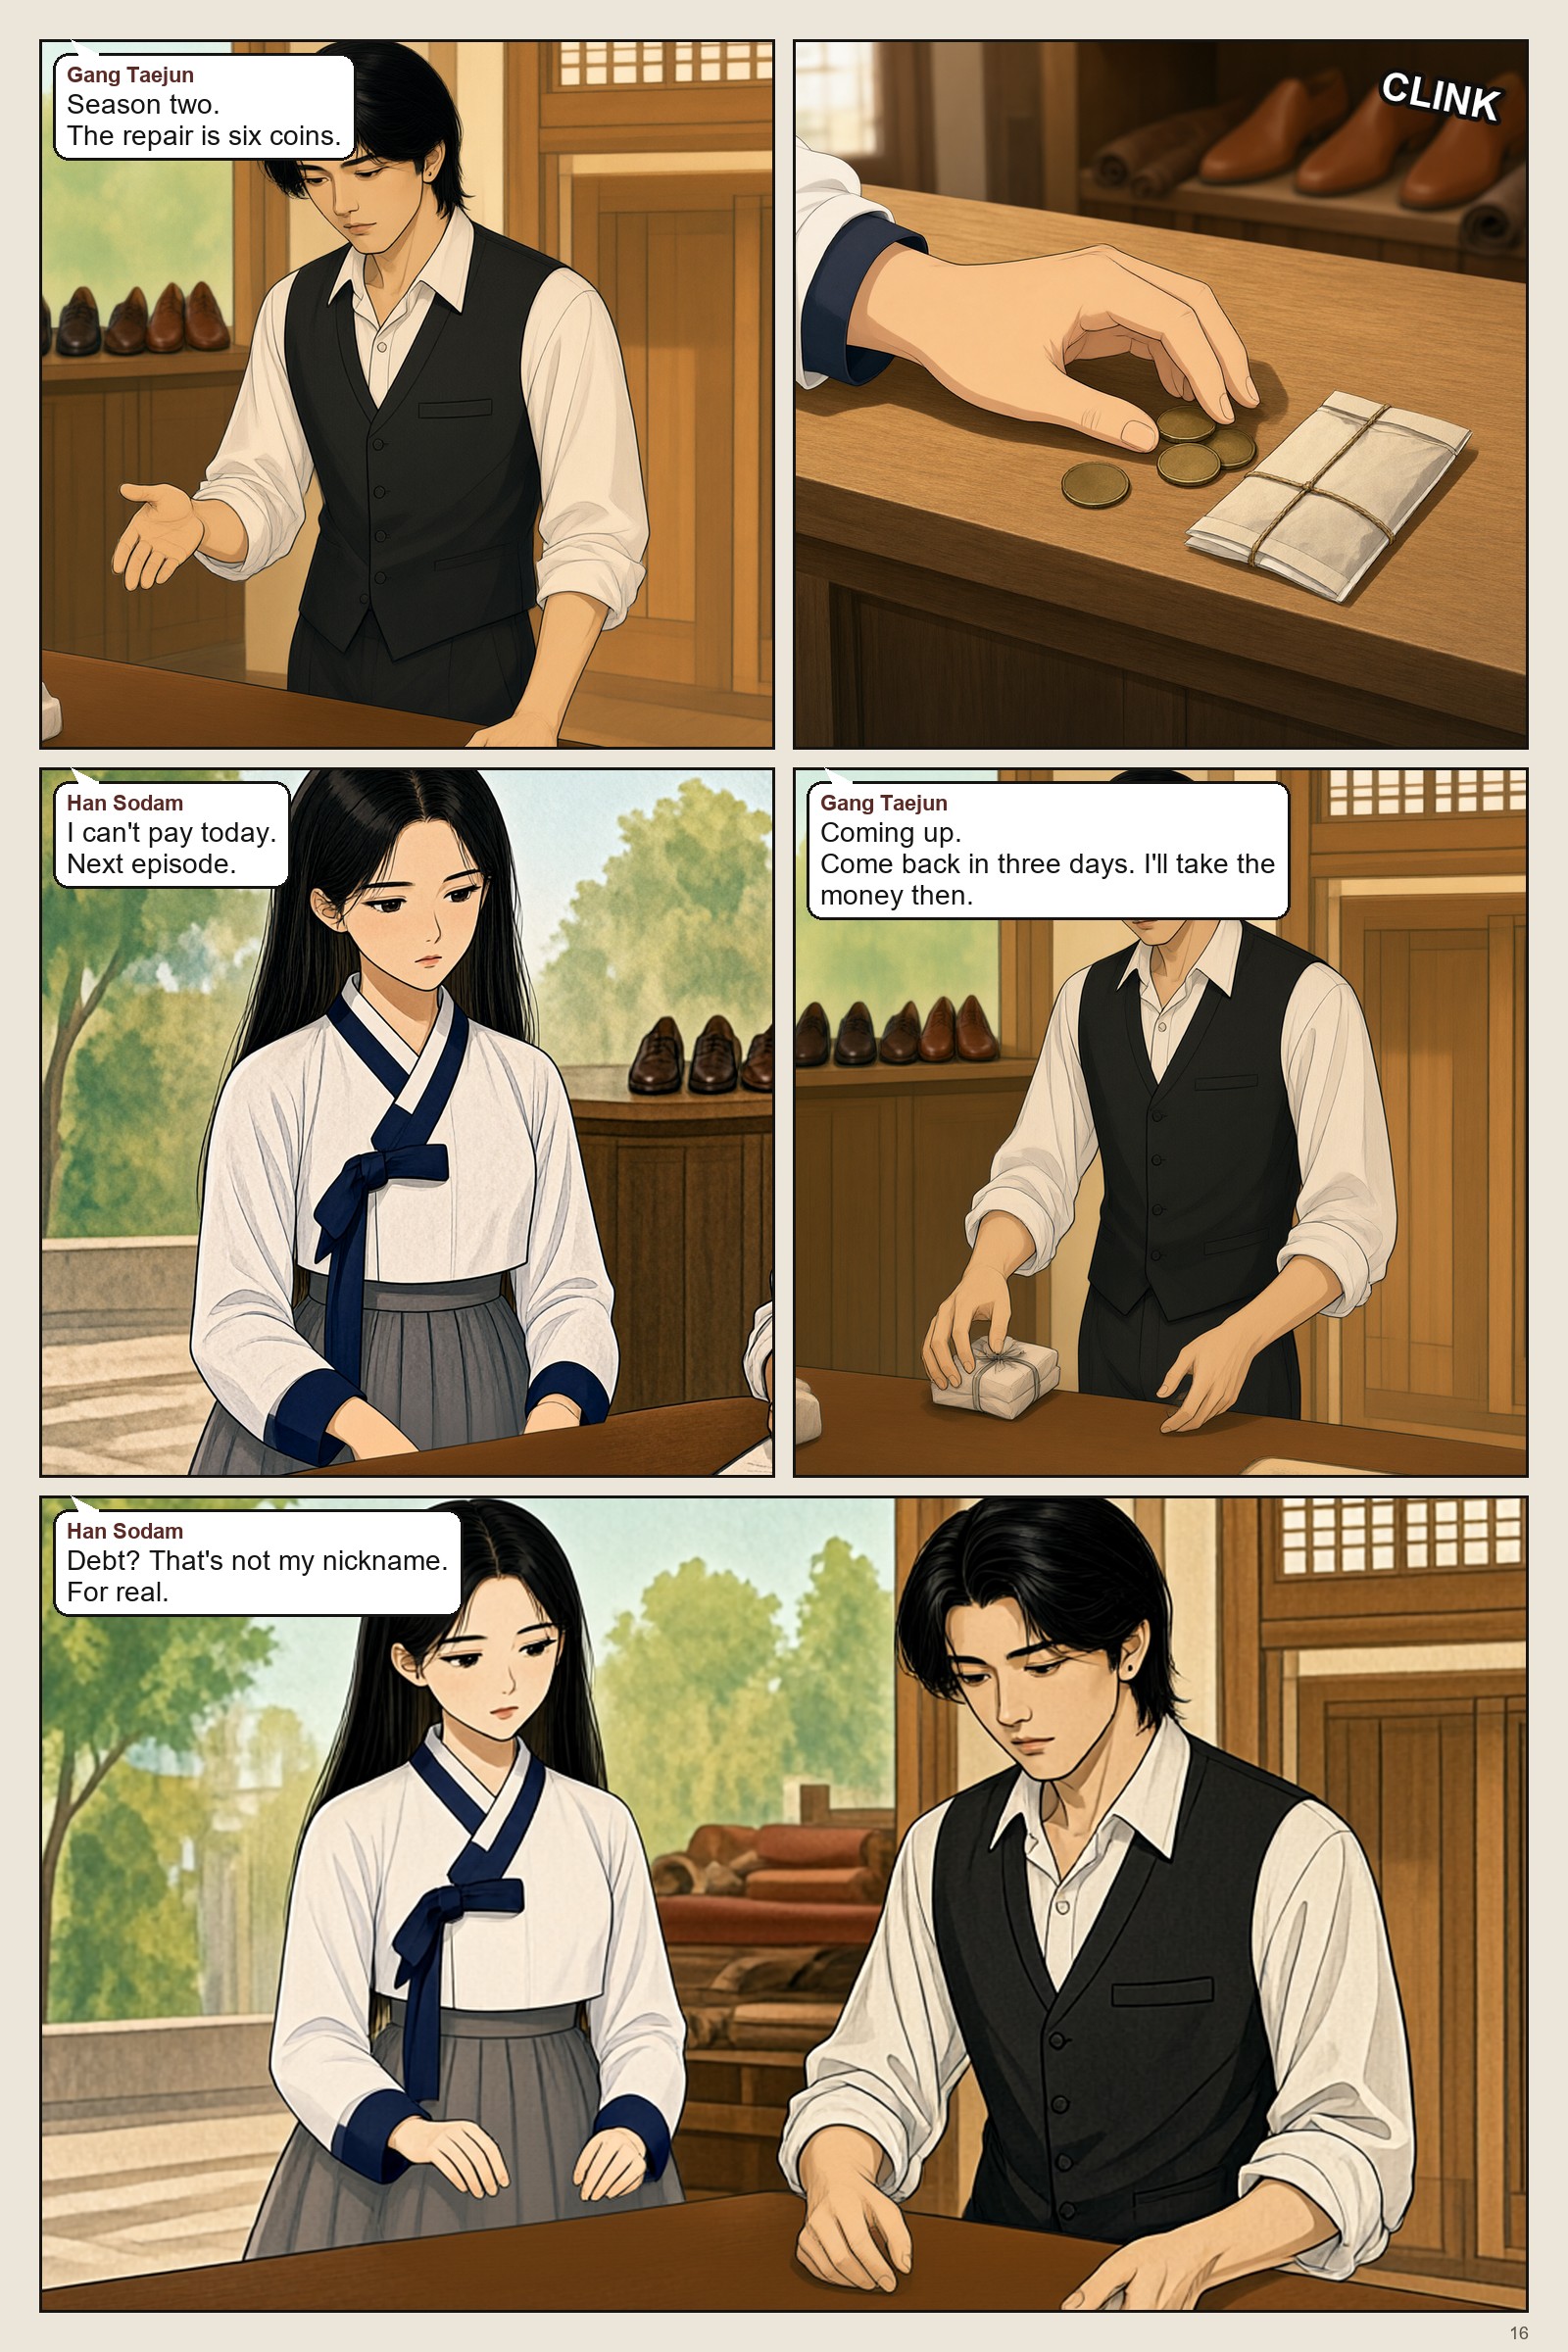 Gang Taejun
Season two.
The repair is six coins.
CLINK
Han Sodam
I can't pay today.
Next episode.
Gang Taejun
Coming up.
Come back in three days. I'll take the
money then.
Han Sodam
Debt? That's not my nickname.
For real.
16